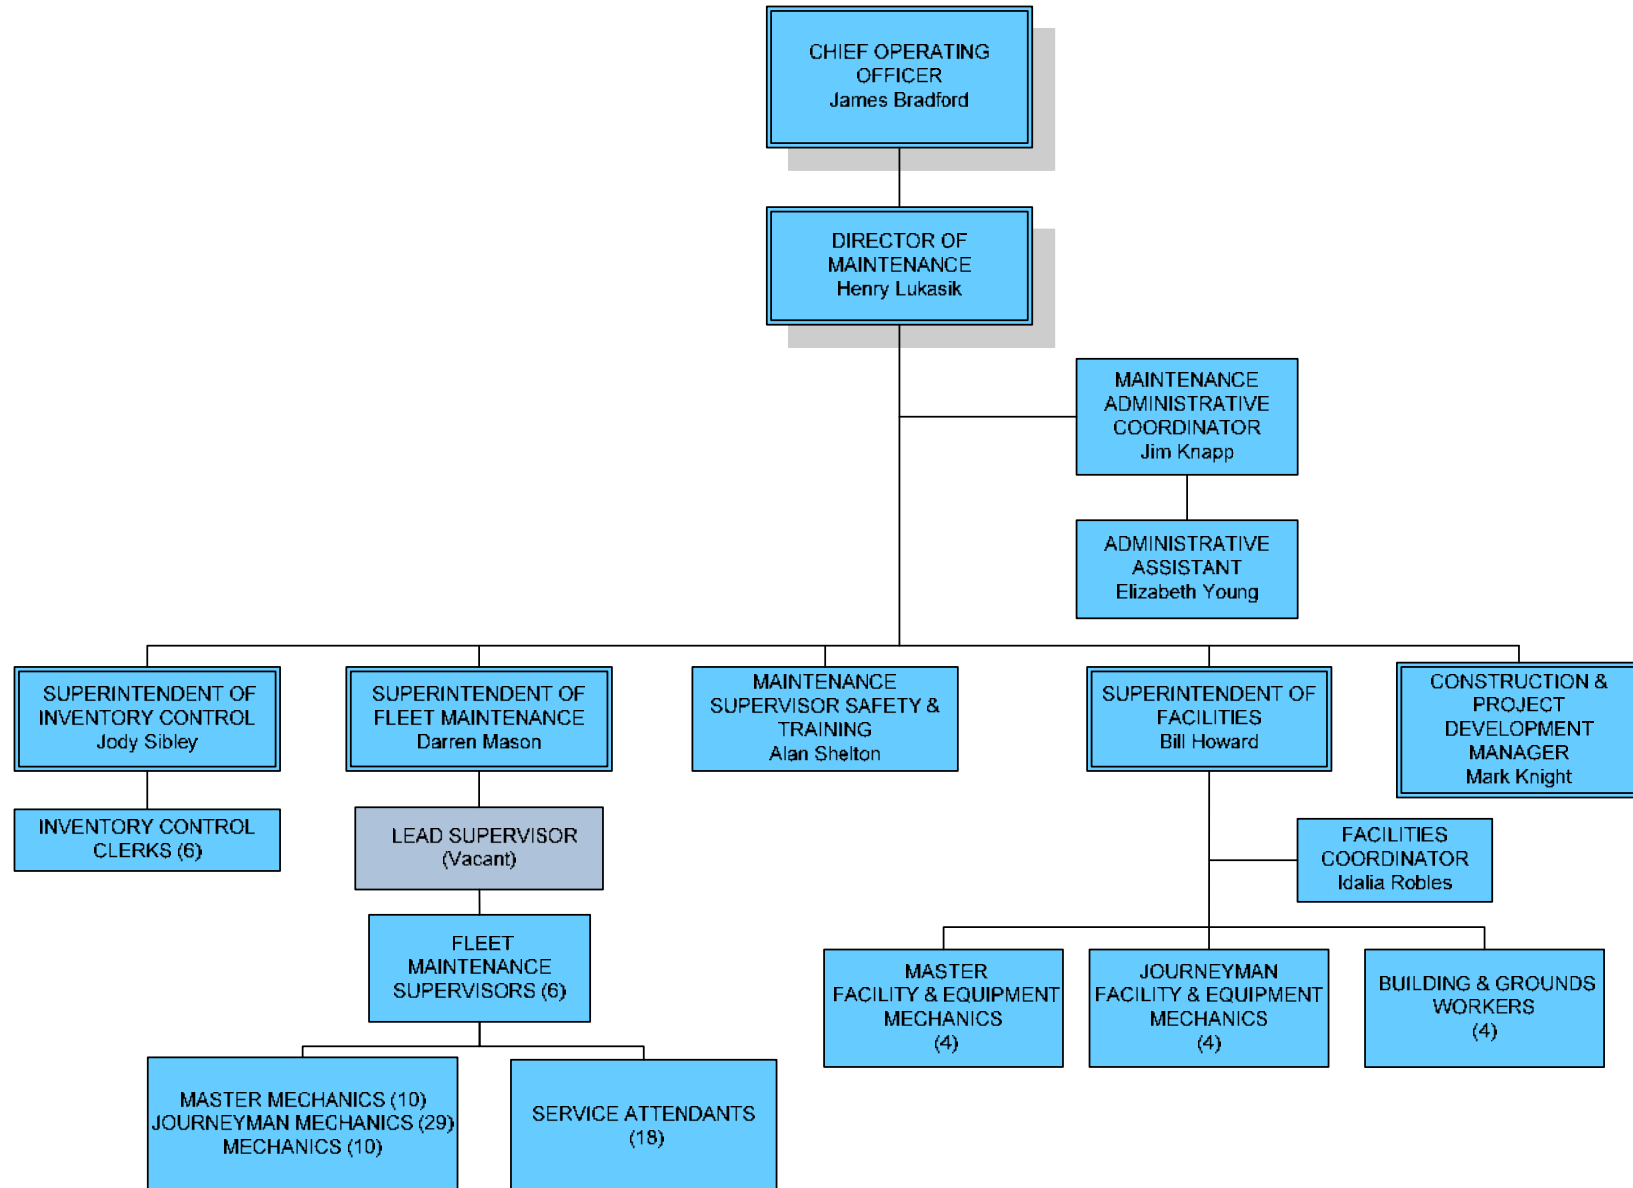 CHIEF OPERATING
OFFICER
James Bradford
DIRECTOR OF
MAINTENANCE
Henry Lukasik
MAINTENANCE
ADMINISTRATIVE
COORDINATOR
Jim Knapp
ADMINISTRATIVE
ASSISTANT
Elizabeth Young
SUPERINTENDENT OF
INVENTORY CONTROL
Jody Sibley
SUPERINTENDENT OF
FLEET MAINTENANCE
Darren Mason
MAINTENANCE
SUPERVISOR SAFETY &
TRAINING
Alan Shelton
SUPERINTENDENT OF
FACILITIES
Bill Howard
CONSTRUCTION &
PROJECT
DEVELOPMENT
MANAGER
Mark Knight
INVENTORY CONTROL
CLERKS (6)
LEAD SUPERVISOR
(Vacant)
FACILITIES
COORDINATOR
Idalia Robles
FLEET
MAINTENANCE
SUPERVISORS (6)
MASTER
FACILITY & EQUIPMENT
MECHANICS
(4)
JOURNEYMAN
FACILITY & EQUIPMENT
MECHANICS
(4)
BUILDING & GROUNDS
WORKERS
(4)
MASTER MECHANICS (10)
JOURNEYMAN MECHANICS (29)
MECHANICS (10)
SERVICE ATTENDANTS
(18)